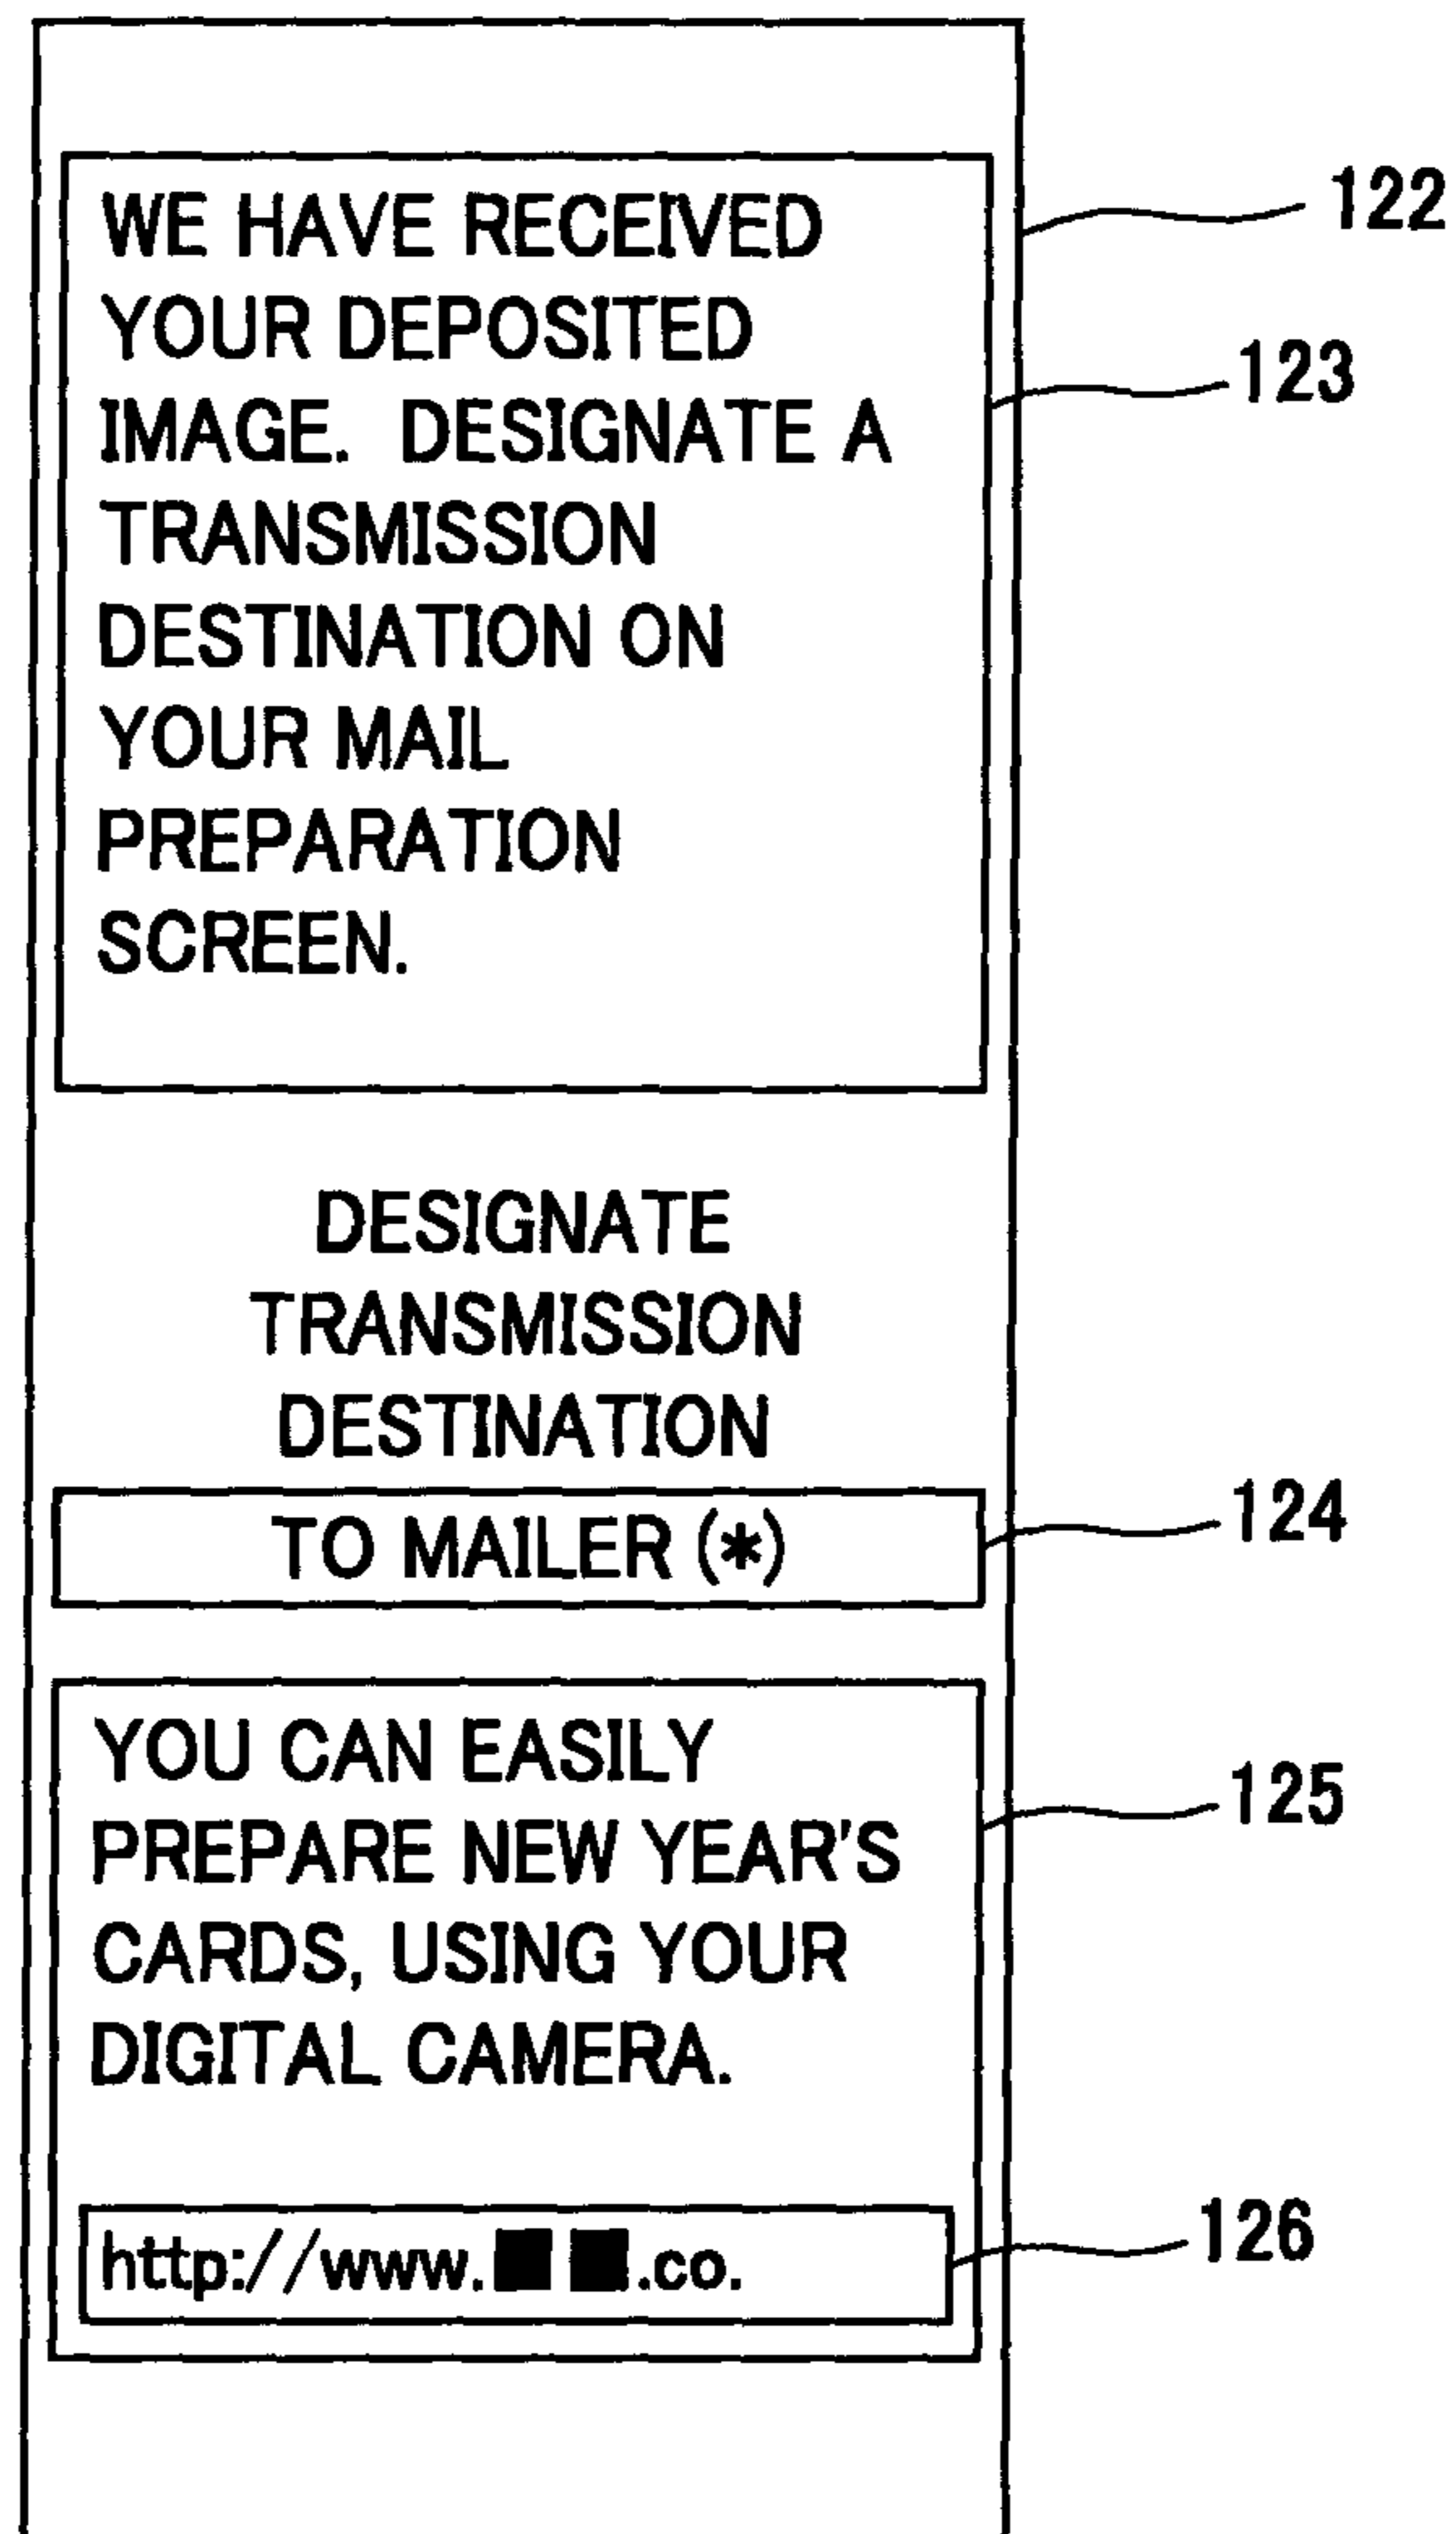 WE HAVE RECEIVED
YOUR DEPOSITED
IMAGE. DESIGNATE A
TRANSMISSION
DESTINATION ON
YOUR MAIL
PREPARATION
SCREEN.
122
123
DESIGNATE
TRANSMISSION
DESTINATION
TO MAILER (*)
124
YOU CAN EASILY
PREPARE NEW YEAR'S
CARDS, USING YOUR
DIGITAL CAMERA.
125
http://www.■■.co.
126